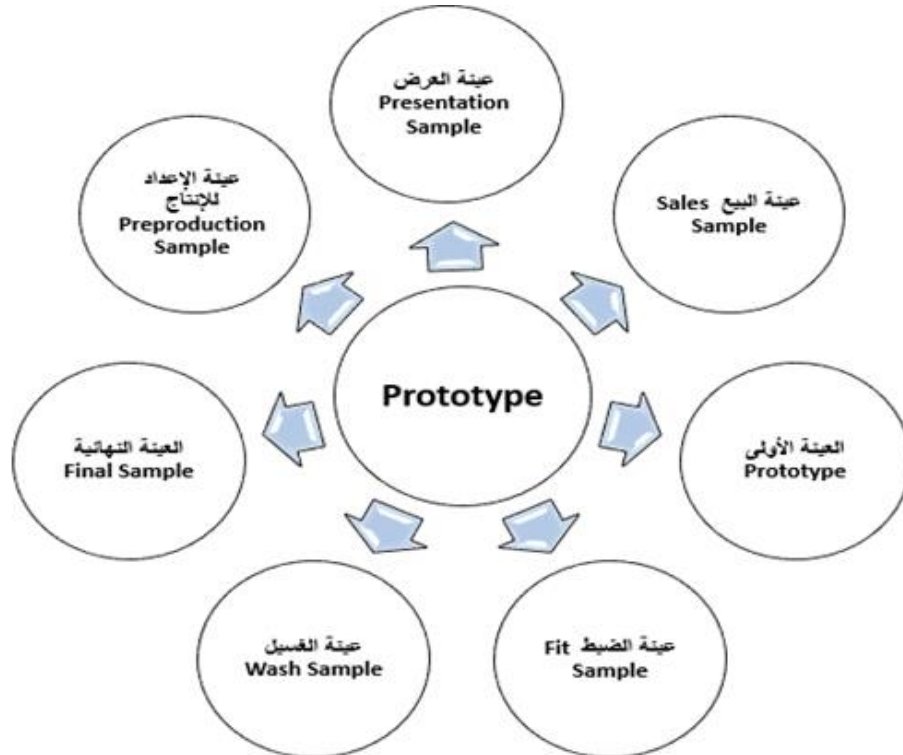 عينة العرض
Presentation
Sample
عينة البيع Sales
Sample
العينة الأولى
Prototype
عينة الضبط Fit
Sample
عينة الغسيل
Wash Sample
العينة النهائية
Final Sample
عينة الإعداد
للإنتاج
Preproduction
Sample
Prototype